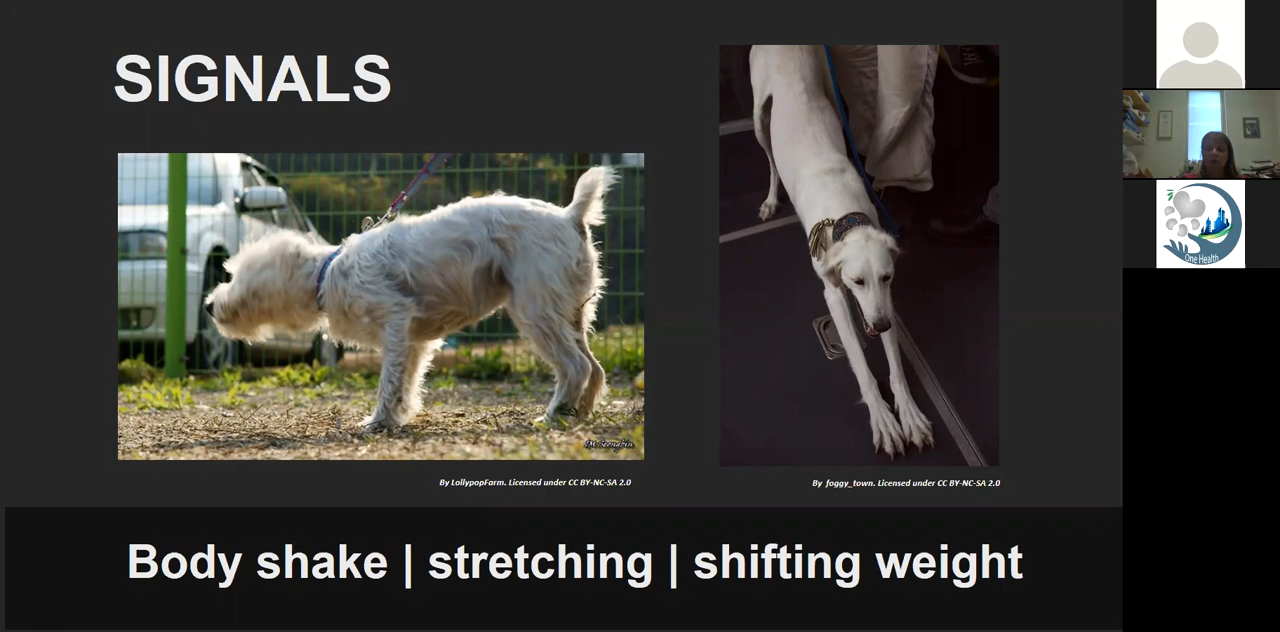 SIGNALS
By LollypopFarm. Licensed under CC BY-NC-SA 2.0
By foggy_town. Licensed under CC BY-NC-SA 2.0
Body shake | stretching | shifting weight
One Health